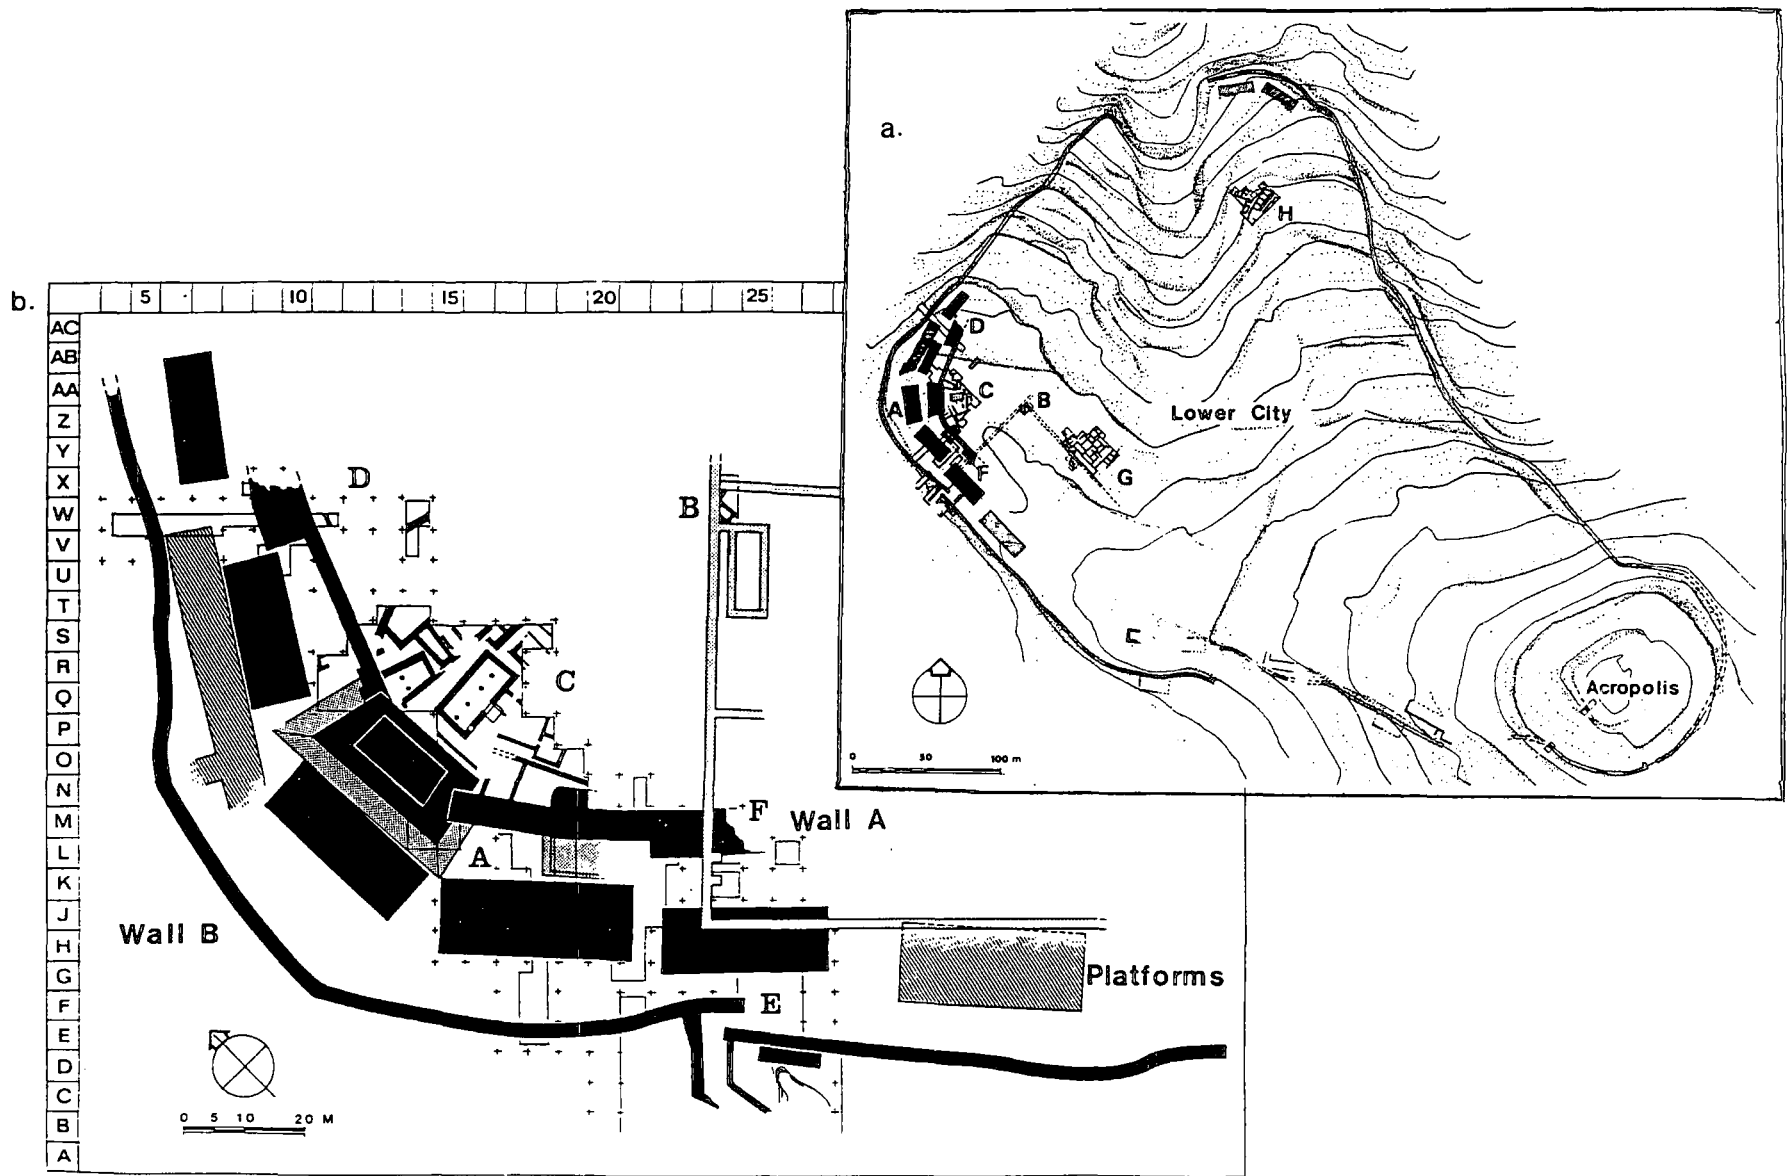 a.
H
D
C
B
A
Lower City
F
G
E
Acropolis
0 50 100 m
b.
5 10 15 20 25
AC
AB
AA
Z
Y
X
W
V
U
T
S
R
Q
P
O
N
M
L
K
J
H
G
F
E
D
C
B
A
D
B
C
F
Wall A
A
Wall B
Platforms
E
0 5 10 20 M